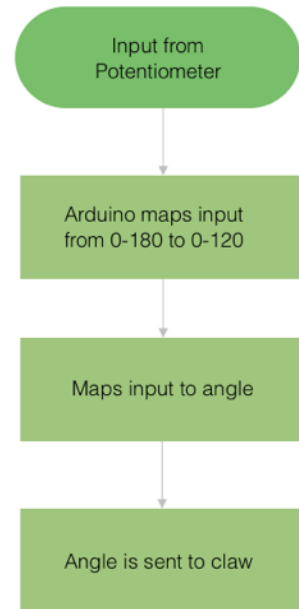 Input from
Potentiometer
Arduino maps input
from 0-180 to 0-120
Maps input to angle
Angle is sent to claw